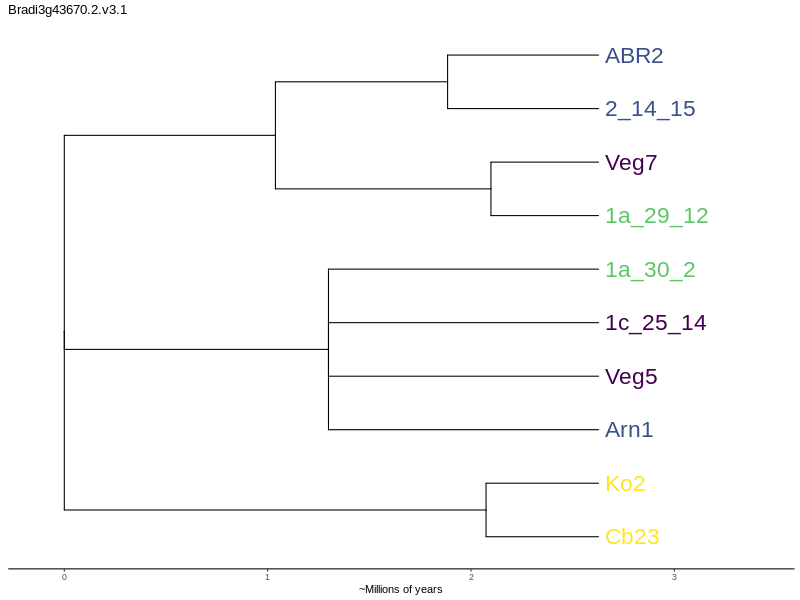 Bradi3g43670.2.v3.1
ABR2
2_14_15
Veg7
1a_29_12
1a_30_2
1c_25_14
Veg5
Arn1
Ko2
Cb23
0 1 2 3
~Millions of years